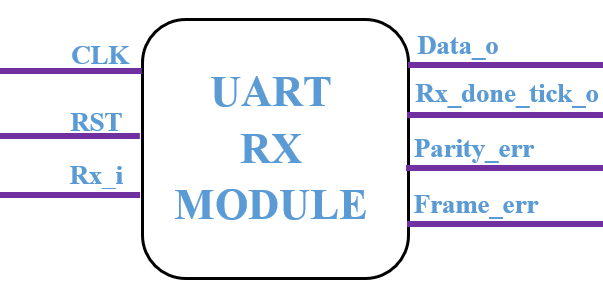 CLK
RST
Rx_i
UART
RX
MODULE
Data_o
Rx_done_tick_o
Parity_err
Frame_err